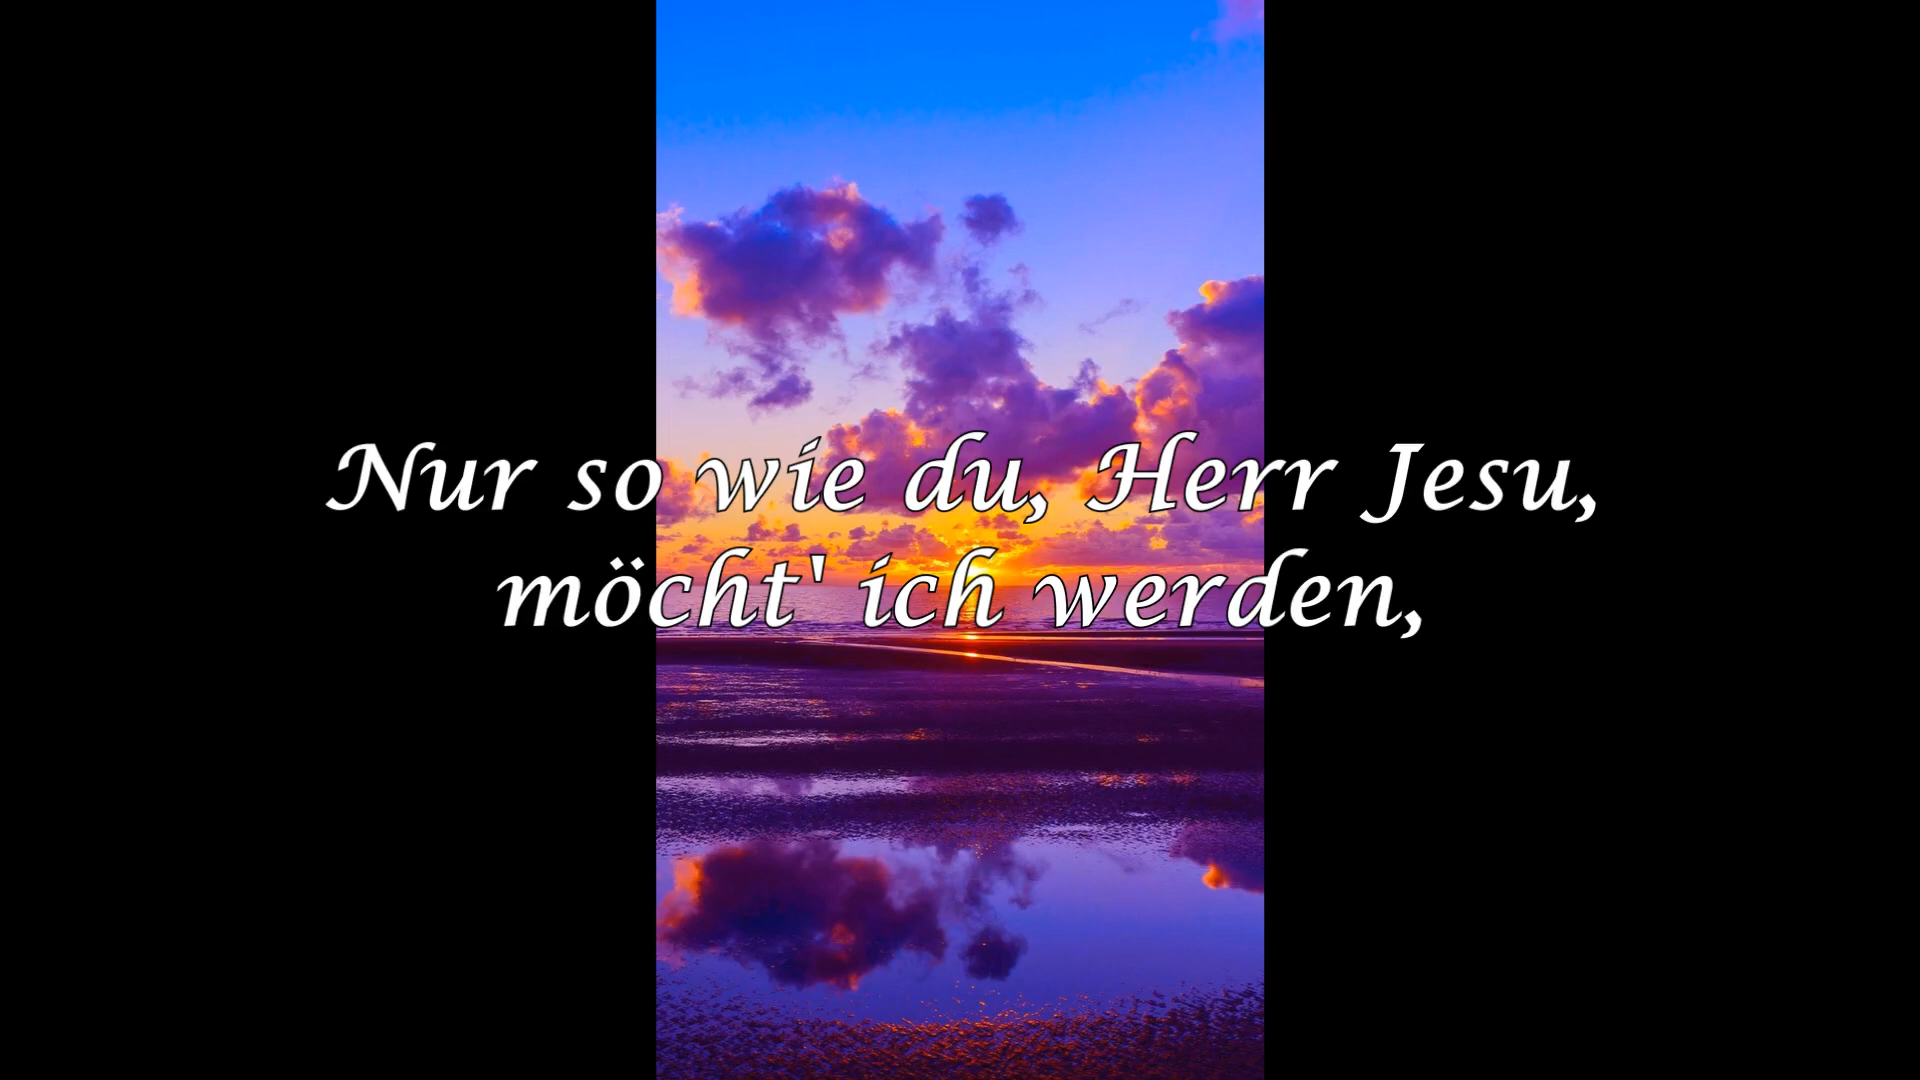 Nur so wie du, Herr Jesu,
möcht' ich werden,